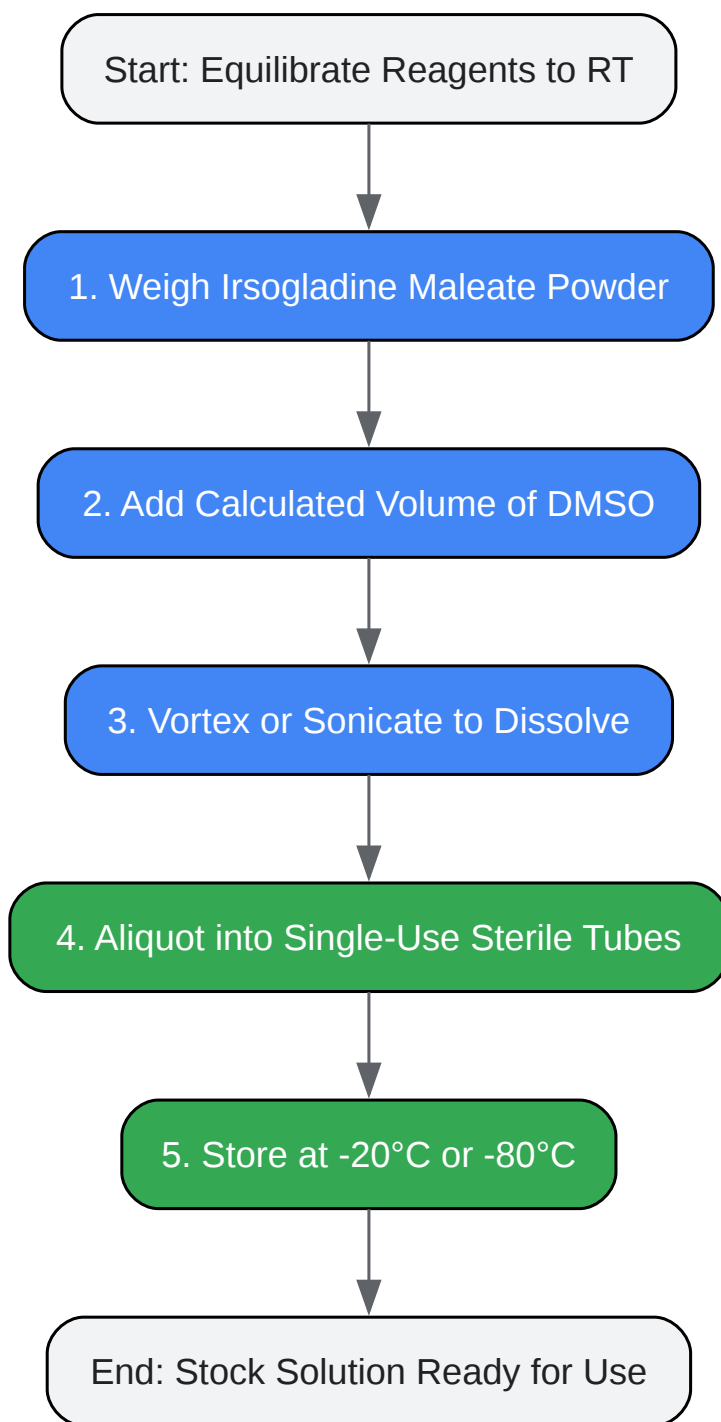 Start: Equilibrate Reagents to RT
1. Weigh Irsogladine Maleate Powder
2. Add Calculated Volume of DMSO
3. Vortex or Sonicate to Dissolve
4. Aliquot into Single-Use Sterile Tubes
5. Store at -20°C or -80°C
End: Stock Solution Ready for Use